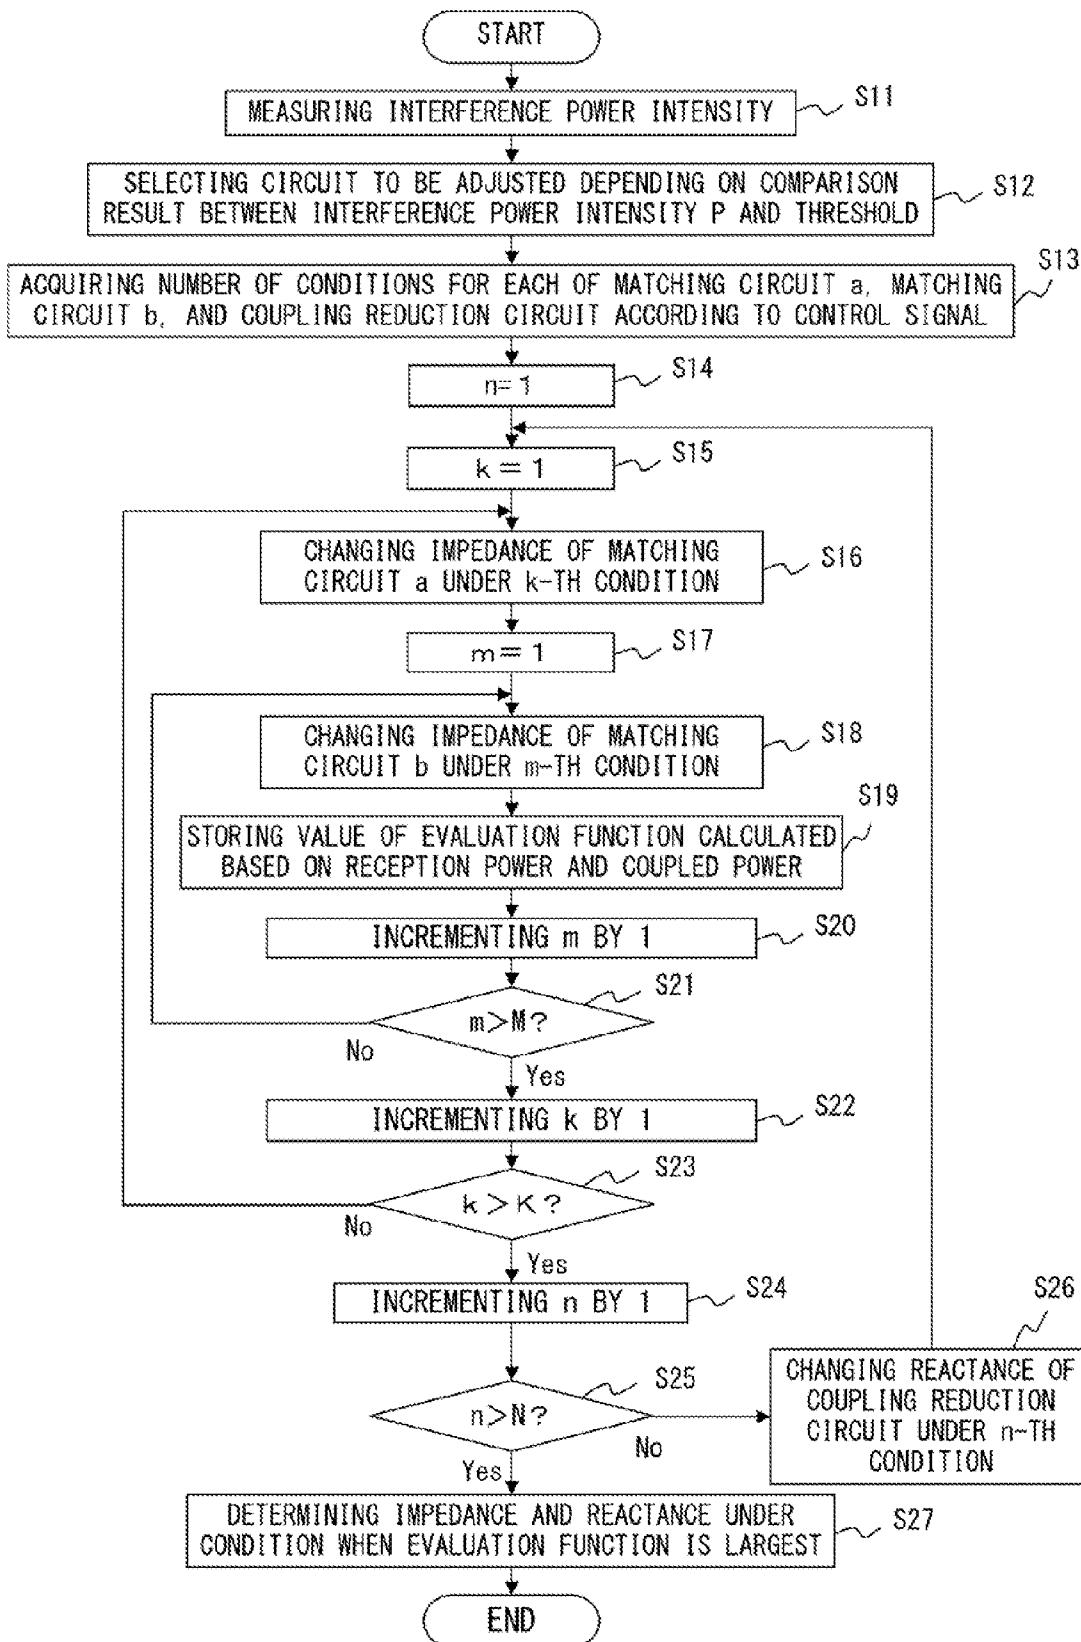 START
MEASURING INTERFERENCE POWER INTENSITY
S11
SELECTING CIRCUIT TO BE ADJUSTED DEPENDING ON COMPARISON
RESULT BETWEEN INTERFERENCE POWER INTENSITY P AND THRESHOLD
S12
ACQUIRING NUMBER OF CONDITIONS FOR EACH OF MATCHING CIRCUIT a, MATCHING
CIRCUIT b, AND COUPLING REDUCTION CIRCUIT ACCORDING TO CONTROL SIGNAL
S13
n=1
S14
k=1
S15
CHANGING IMPEDANCE OF MATCHING
CIRCUIT a UNDER k-TH CONDITION
S16
m=1
S17
CHANGING IMPEDANCE OF MATCHING
CIRCUIT b UNDER m-TH CONDITION
S18
STORING VALUE OF EVALUATION FUNCTION CALCULATED
BASED ON RECEPTION POWER AND COUPLED POWER
S19
INCREMENTING m BY 1
S20
m>M?
S21
No
Yes
INCREMENTING k BY 1
S22
k>K?
S23
No
Yes
INCREMENTING n BY 1
S24
n>N?
S25
No
Yes
CHANGING REACTANCE OF
COUPLING REDUCTION
CIRCUIT UNDER n-TH
CONDITION
S26
DETERMINING IMPEDANCE AND REACTANCE UNDER
CONDITION WHEN EVALUATION FUNCTION IS LARGEST
S27
END